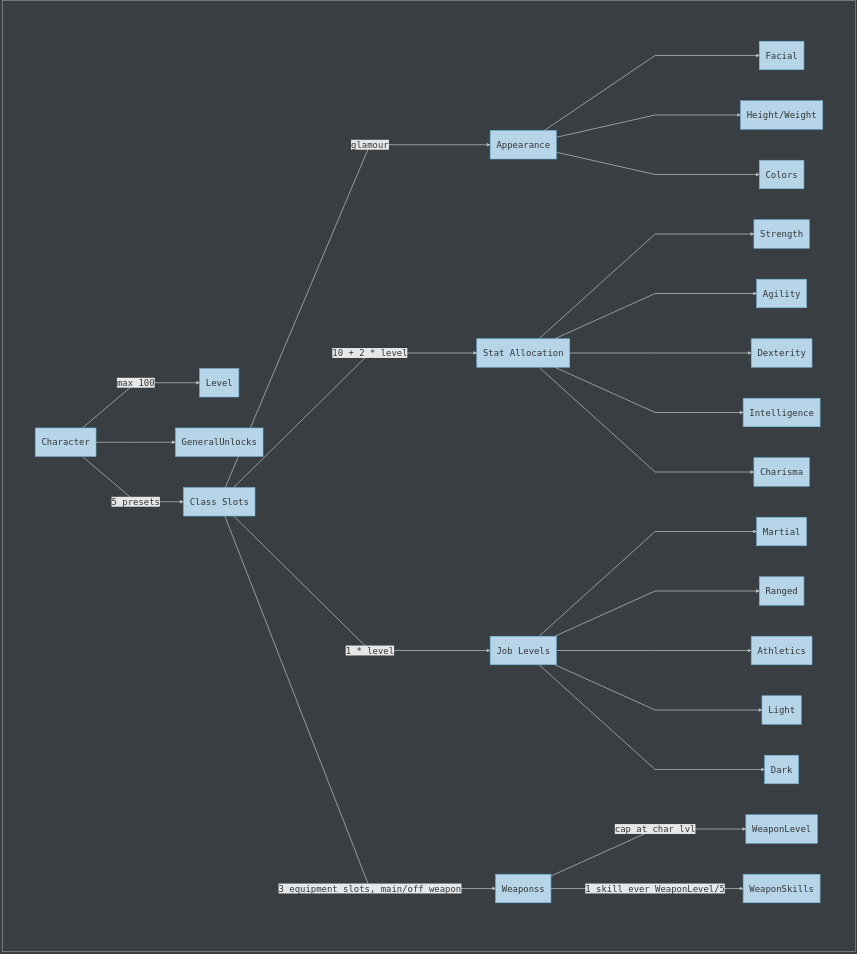 Facial
Height/Weight
glamour
Appearance
Colors
Strength
Agility
10 + 2 * level
Stat Allocation
Dexterity
max 100
Level
Intelligence
Character
GeneralUnlocks
Charisma
5 presets
Class Slots
Martial
Ranged
1 * level
Job Levels
Athletics
Light
Dark
cap at char lvl
WeaponLevel
3 equipment slots, main/off weapon
Weaponss
1 skill ever WeaponLevel/5
WeaponSkills